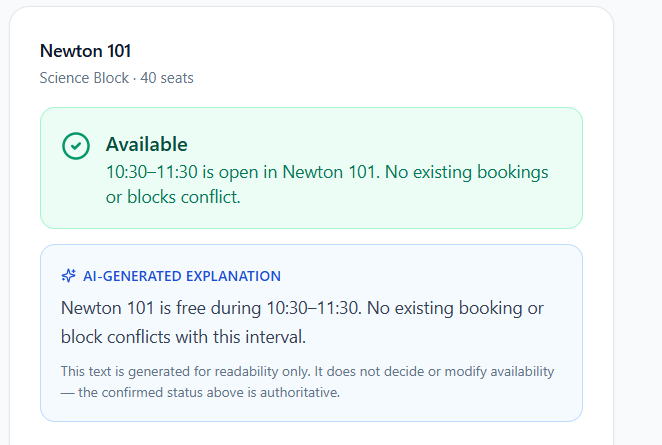 Newton 101
Science Block · 40 seats
Available
10:30–11:30 is open in Newton 101. No existing bookings
or blocks conflict.
AI-GENERATED EXPLANATION
Newton 101 is free during 10:30–11:30. No existing booking or
block conflicts with this interval.
This text is generated for readability only. It does not decide or modify availability
— the confirmed status above is authoritative.